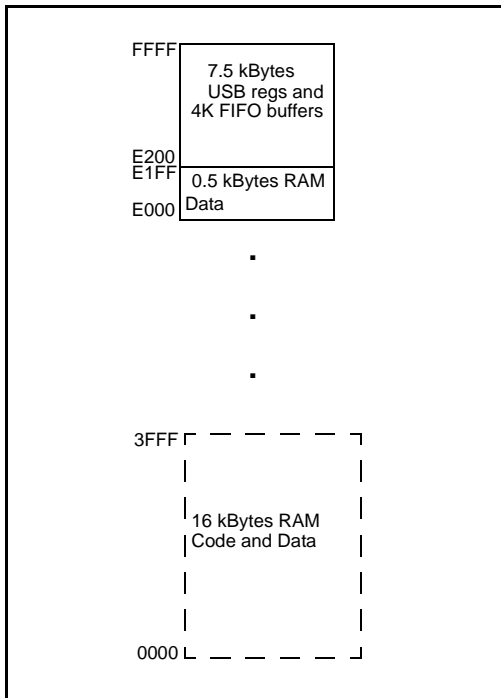 FFFF
7.5 kBytes
USB regs and
4K FIFO buffers
E200
E1FF
0.5 kBytes RAM
Data
E000
.
.
.
3FFF
16 kBytes RAM
Code and Data
0000